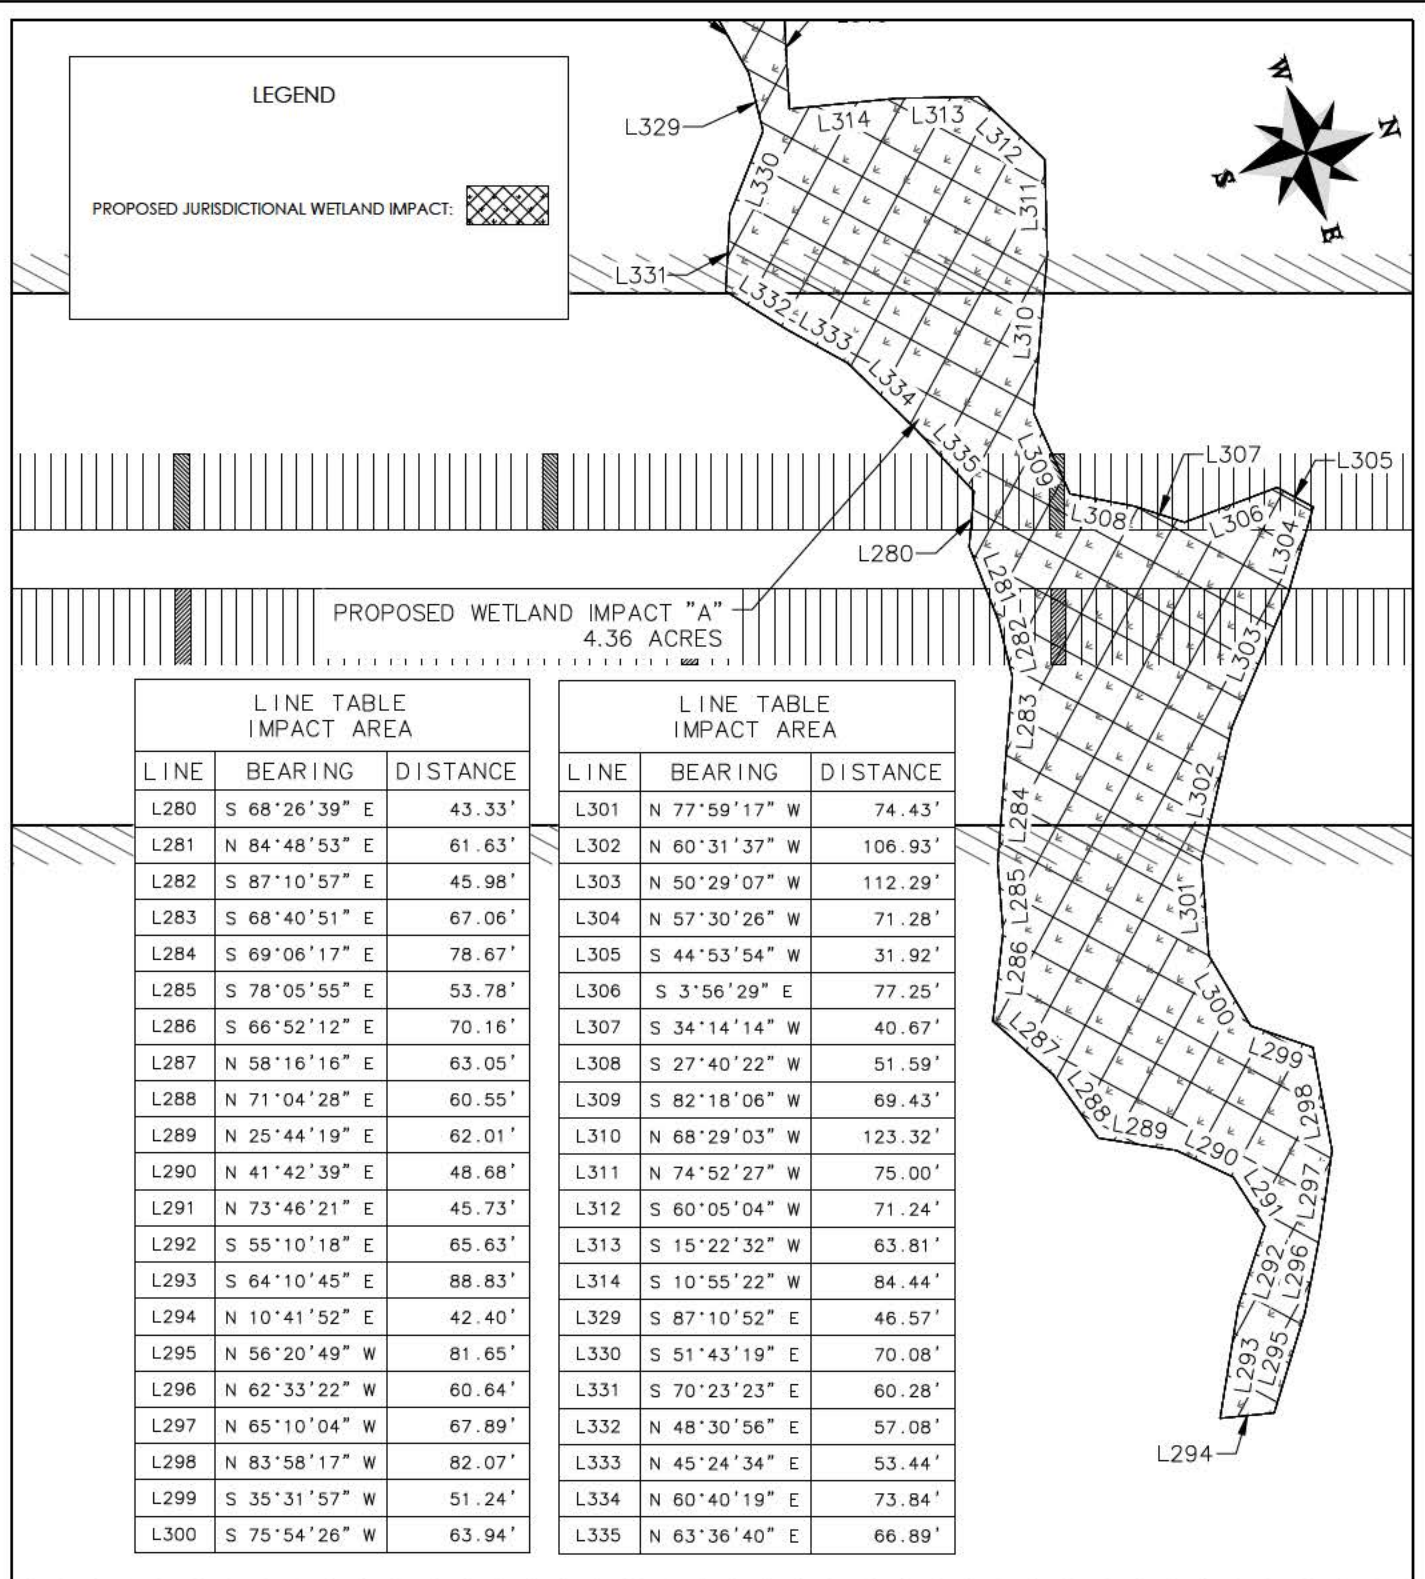 LEGEND
PROPOSED JURISDICTIONAL WETLAND IMPACT:
W
N
S
E
L329
L330
L314
L313
L312
L311
L331
L332
L333
L310
L334
L335
L309
L307
L305
L308
L306
L304
L280
L281
L282
L303
PROPOSED WETLAND IMPACT "A"
4.36 ACRES
L283
L302
L284
L285
L301
L286
L300
L287
L299
L288
L298
L289
L290
L291
L297
L292
L296
L293
L295
L294
LINE TABLE
IMPACT AREA
LINE BEARING DISTANCE
L280 S 68°26'39" E 43.33'
L281 N 84°48'53" E 61.63'
L282 S 87°10'57" E 45.98'
L283 S 68°40'51" E 67.06'
L284 S 69°06'17" E 78.67'
L285 S 78°05'55" E 53.78'
L286 S 66°52'12" E 70.16'
L287 N 58°16'16" E 63.05'
L288 N 71°04'28" E 60.55'
L289 N 25°44'19" E 62.01'
L290 N 41°42'39" E 48.68'
L291 N 73°46'21" E 45.73'
L292 S 55°10'18" E 65.63'
L293 S 64°10'45" E 88.83'
L294 N 10°41'52" E 42.40'
L295 N 56°20'49" W 81.65'
L296 N 62°33'22" W 60.64'
L297 N 65°10'04" W 67.89'
L298 N 83°58'17" W 82.07'
L299 S 35°31'57" W 51.24'
L300 S 75°54'26" W 63.94'
LINE TABLE
IMPACT AREA
LINE BEARING DISTANCE
L301 N 77°59'17" W 74.43'
L302 N 60°31'37" W 106.93'
L303 N 50°29'07" W 112.29'
L304 N 57°30'26" W 71.28'
L305 S 44°53'54" W 31.92'
L306 S 3°56'29" E 77.25'
L307 S 34°14'14" W 40.67'
L308 S 27°40'22" W 51.59'
L309 S 82°18'06" W 69.43'
L310 N 68°29'03" W 123.32'
L311 N 74°52'27" W 75.00'
L312 S 60°05'04" W 71.24'
L313 S 15°22'32" W 63.81'
L314 S 10°55'22" W 84.44'
L329 S 87°10'52" E 46.57'
L330 S 51°43'19" E 70.08'
L331 S 70°23'23" E 60.28'
L332 N 48°30'56" E 57.08'
L333 N 45°24'34" E 53.44'
L334 N 60°40'19" E 73.84'
L335 N 63°36'40" E 66.89'